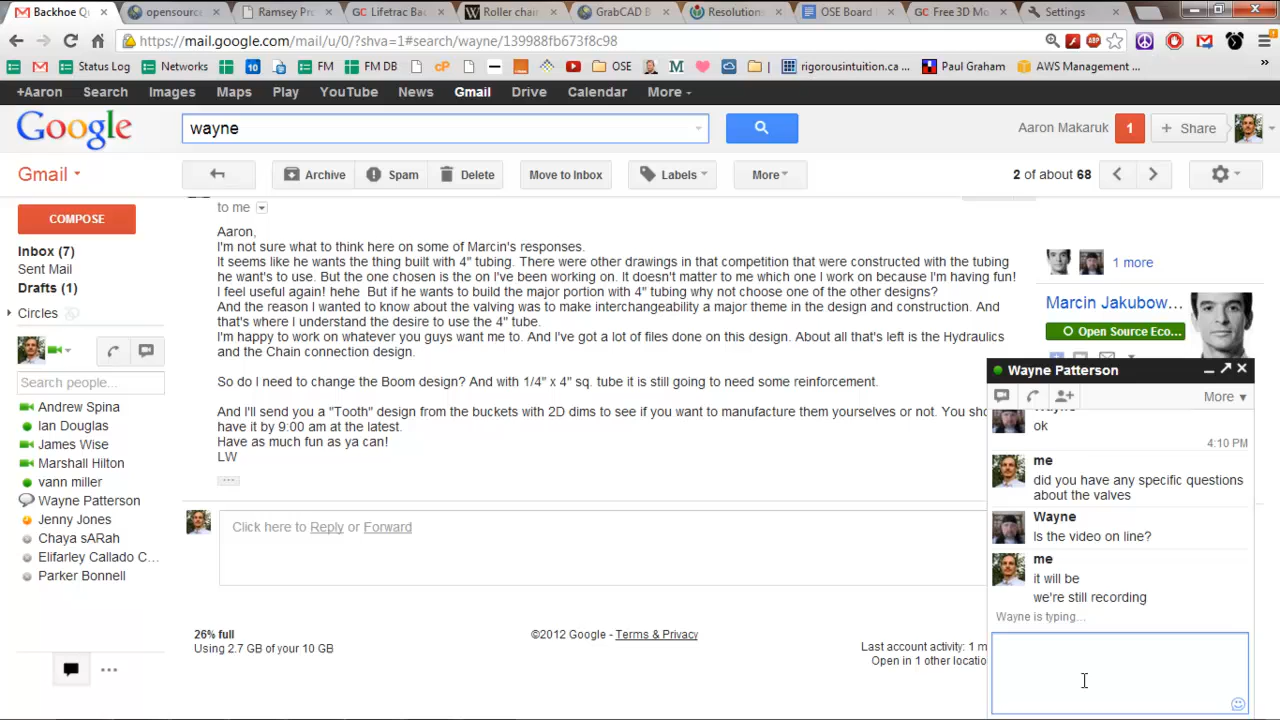 Backhoe Qu
opensource
Ramsey Pro
GC Lifetrac Bac
Roller chai
GrabCAD B
Resolution
OSE Board
GC Free 3D Mo
Settings
https://mail.google.com/mail/u/0/?shva=1#search/wayne/139988fb673f8c98
ABP
Status Log
Networks
10
FM
FM DB
cP
OSE
M
rigorousintuition.ca ...
Paul Graham
AWS Management ...
+Aaron
Search
Images
Maps
Play
YouTube
News
Gmail
Drive
Calendar
More
Google
wayne
Aaron Makaruk
1
+ Share
Gmail
Archive
Spam
Delete
Move to Inbox
Labels
More
2 of about 68
COMPOSE
Inbox (7)
Sent Mail
Drafts (1)
Circles
Search people...
Andrew Spina
Ian Douglas
James Wise
Marshall Hilton
vann miller
Wayne Patterson
Jenny Jones
Chaya sARah
Elifarley Callado C...
Parker Bonnell
to me
Aaron,
I'm not sure what to think here on some of Marcin's responses.
It seems like he wants the thing built with 4" tubing. There were other drawings in that competition that were constructed with the tubing
he want's to use. But the one chosen is the on I've been working on. It doesn't matter to me which one I work on because I'm having fun!
I feel useful again! hehe  But if he wants to build the major portion with 4" tubing why not choose one of the other designs?
And the reason I wanted to know about the valving was to make interchangeability a major theme in the design and construction. And
that's where I understand the desire to use the 4" tube.
I'm happy to work on whatever you guys want me to. And I've got a lot of files done on this design. About all that's left is the Hydraulics
and the Chain connection design.
So do I need to change the Boom design? And with 1/4" x 4" sq. tube it is still going to need some reinforcement.
And I'll send you a "Tooth" design from the buckets with 2D dims to see if you want to manufacture them yourselves or not. You sho
have it by 9:00 am at the latest.
Have as much fun as ya can!
LW
Click here to Reply or Forward
26% full
Using 2.7 GB of your 10 GB
©2012 Google - Terms & Privacy
Last account activity: 1 m
Open in 1 other locatio
1 more
Marcin Jakubow...
Open Source Eco...
Wayne Patterson
More
Wayne
ok
4:10 PM
me
did you have any specific questions
about the valves
Wayne
Is the video on line?
me
it will be
we're still recording
Wayne is typing...